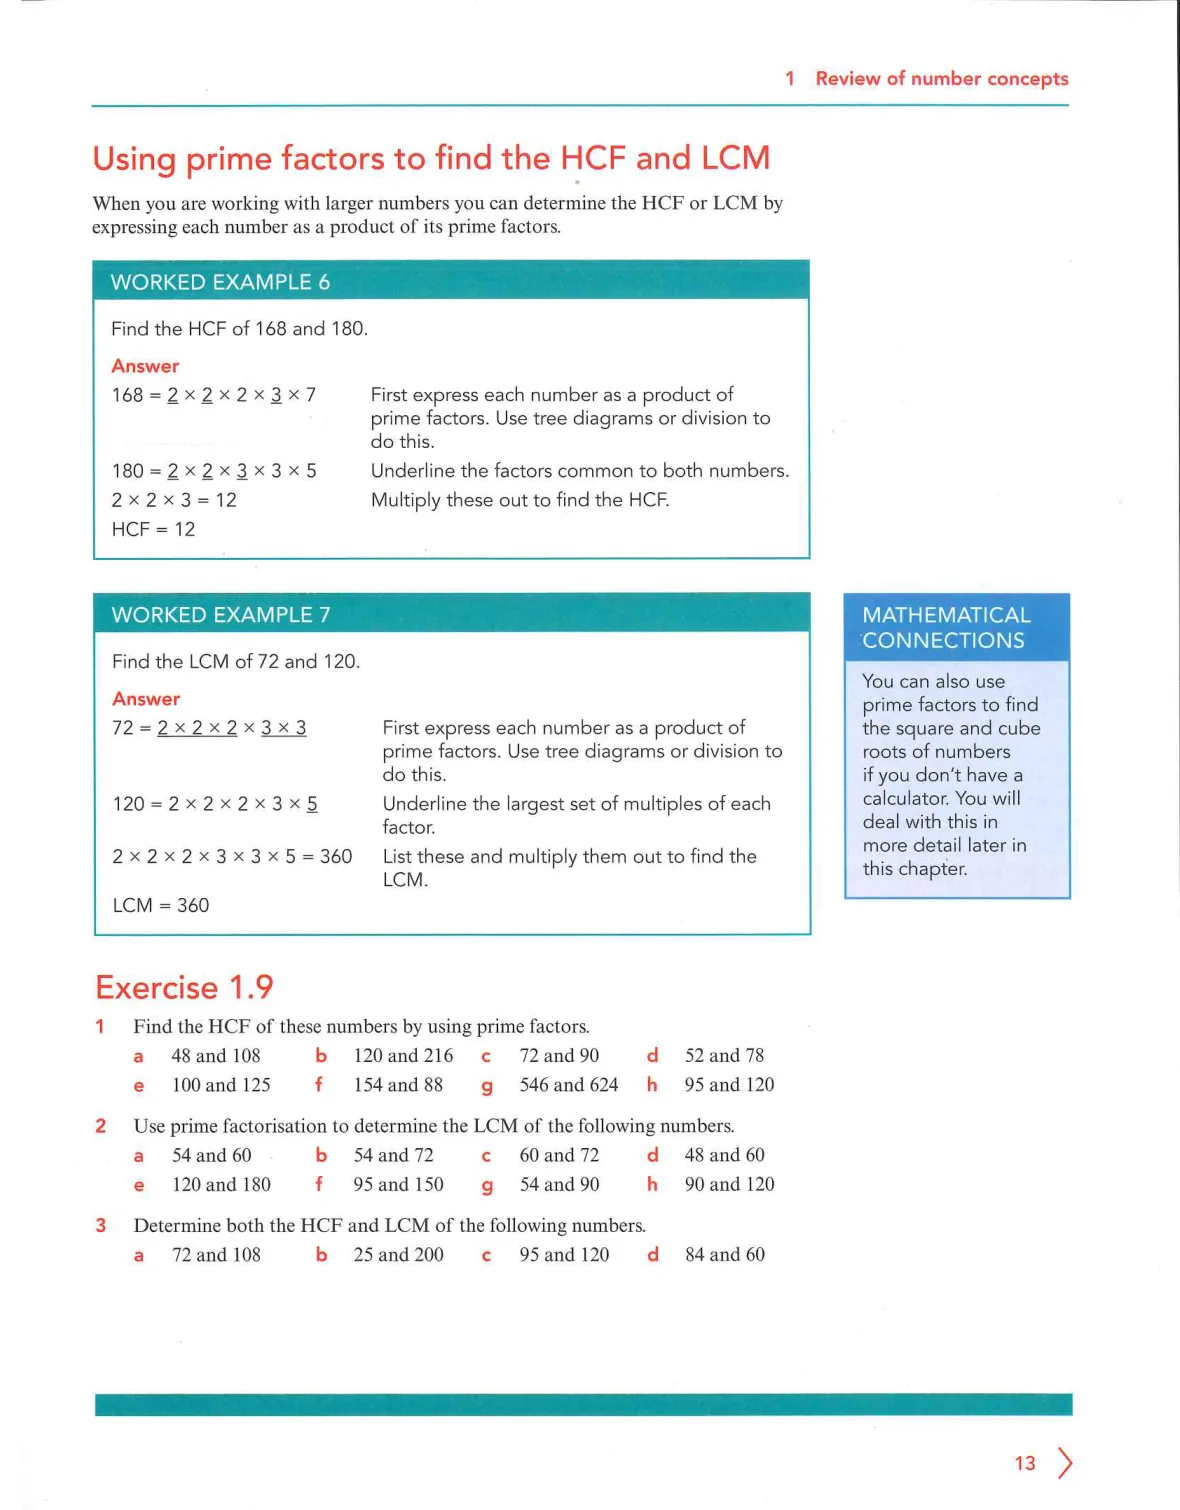 1 Review of number concepts
Using prime factors to find the HCF and LCM
When you are working with larger numbers you can determine the HCF or LCM by
expressing each number as a product of its prime factors.
WORKED EXAMPLE 6
Find the HCF of 168 and 180.
Answer
168 = 2 × 2 × 2 × 3 × 7 First express each number as a product of
prime factors. Use tree diagrams or division to
do this.
180 = 2 × 2 × 3 × 3 × 5 Underline the factors common to both numbers.
2 × 2 × 3 = 12 Multiply these out to find the HCF.
HCF = 12
WORKED EXAMPLE 7
Find the LCM of 72 and 120.
Answer
72 = 2 × 2 × 2 × 3 × 3 First express each number as a product of
prime factors. Use tree diagrams or division to
do this.
120 = 2 × 2 × 2 × 3 × 5 Underline the largest set of multiples of each
factor.
2 × 2 × 2 × 3 × 3 × 5 = 360 List these and multiply them out to find the
LCM.
LCM = 360
MATHEMATICAL
CONNECTIONS
You can also use
prime factors to find
the square and cube
roots of numbers
if you don't have a
calculator. You will
deal with this in
more detail later in
this chapter.
Exercise 1.9
1 Find the HCF of these numbers by using prime factors.
a 48 and 108 b 120 and 216 c 72 and 90 d 52 and 78
e 100 and 125 f 154 and 88 g 546 and 624 h 95 and 120
2 Use prime factorisation to determine the LCM of the following numbers.
a 54 and 60 b 54 and 72 c 60 and 72 d 48 and 60
e 120 and 180 f 95 and 150 g 54 and 90 h 90 and 120
3 Determine both the HCF and LCM of the following numbers.
a 72 and 108 b 25 and 200 c 95 and 120 d 84 and 60
13